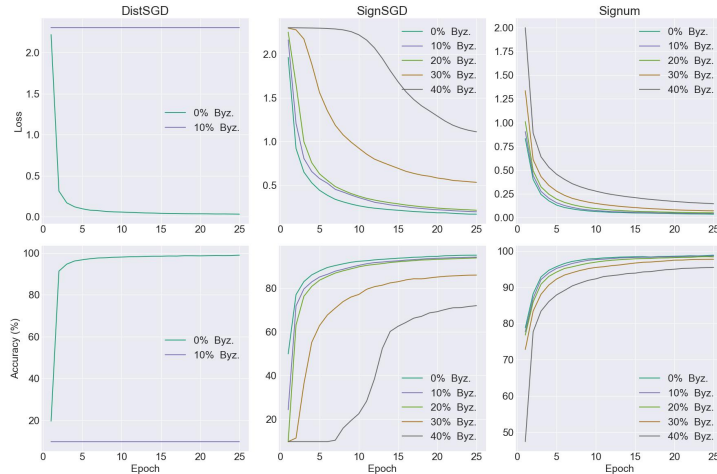 DistSGD
SignSGD
Signum
Loss
2.0
1.5
1.0
0.5
0.0
0% Byz.
10% Byz.
0 5 10 15 20 25
2.0
1.5
1.0
0.5
0% Byz.
10% Byz.
20% Byz.
30% Byz.
40% Byz.
0 5 10 15 20 25
2.00
1.75
1.50
1.25
1.00
0.75
0.50
0.25
0.00
0% Byz.
10% Byz.
20% Byz.
30% Byz.
40% Byz.
0 5 10 15 20 25
Accuracy (%)
100
80
60
40
20
0% Byz.
10% Byz.
0 5 10 15 20 25
Epoch
80
60
40
20
0% Byz.
10% Byz.
20% Byz.
30% Byz.
40% Byz.
0 5 10 15 20 25
Epoch
100
90
80
70
60
50
0% Byz.
10% Byz.
20% Byz.
30% Byz.
40% Byz.
0 5 10 15 20 25
Epoch